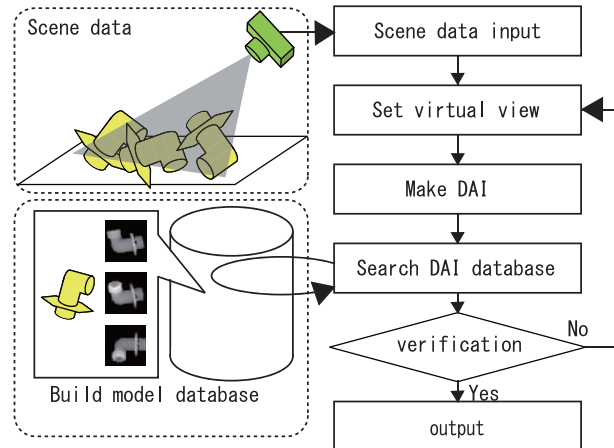 Scene data
Scene data input
Set virtual view
Make DAI
Search DAI database
verification
No
Yes
output
Build model database